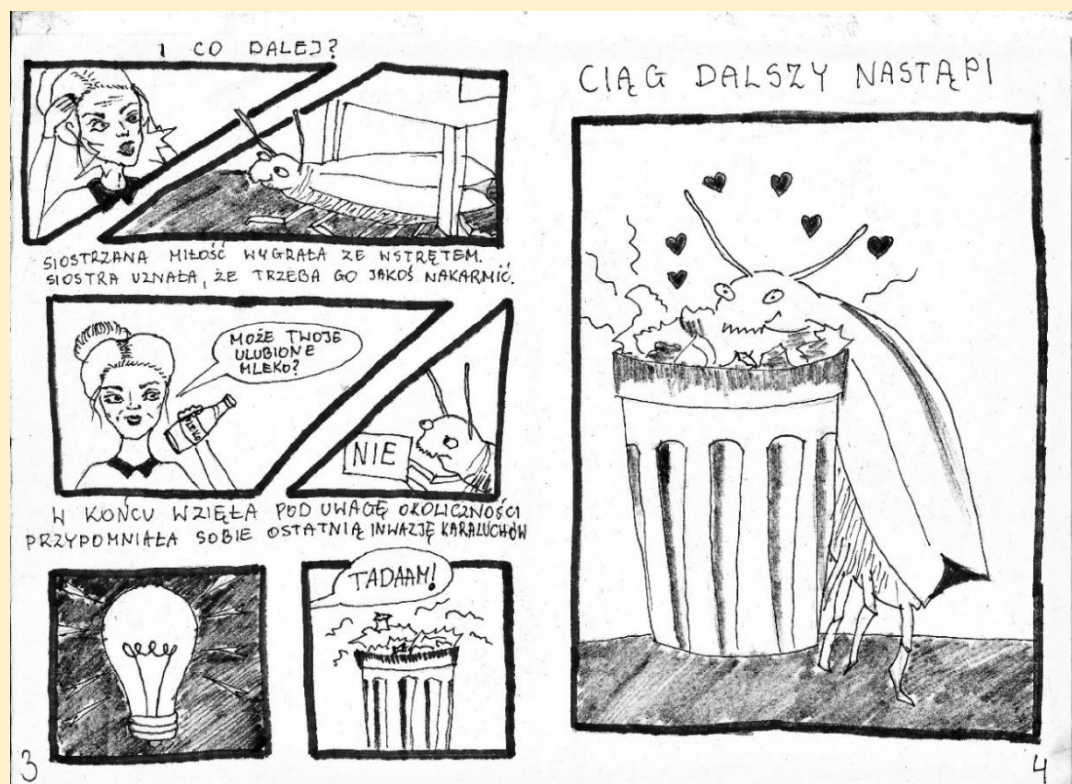 I CO DALEJ?
SIOSTRZANA MIŁOŚĆ WYGRAŁA ZE WSTRĘTEM.
SIOSTRA UZNAŁA, ŻE TRZEBA GO JAKOŚ NAKARMIĆ.
MOŻE TWOJE
ULUBIONE
MLEKO?
NIE
W KOŃCU WZIĘŁA POD UWAGĘ OKOLICZNOŚCI
PRZYPOMNIAŁA SOBIE OSTATNIĄ INWAZJĘ KARALUCHÓW
TADAAM!
3
CIĄG DALSZY NASTĄPI
4